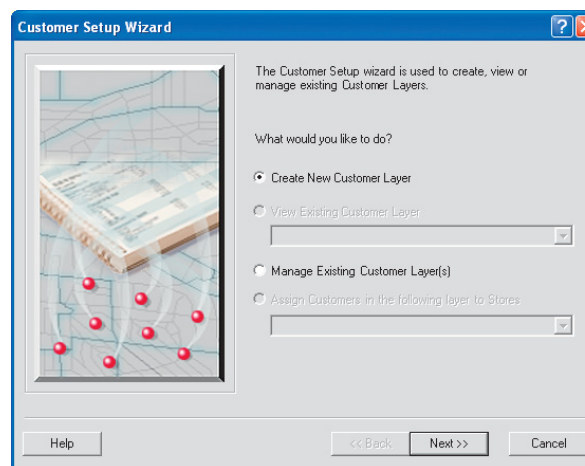 Customer Setup Wizard
The Customer Setup wizard is used to create, view or
manage existing Customer Layers.
What would you like to do?
Create New Customer Layer
View Existing Customer Layer
Manage Existing Customer Layer(s)
Assign Customers in the following layer to Stores
Help
<< Back
Next >>
Cancel